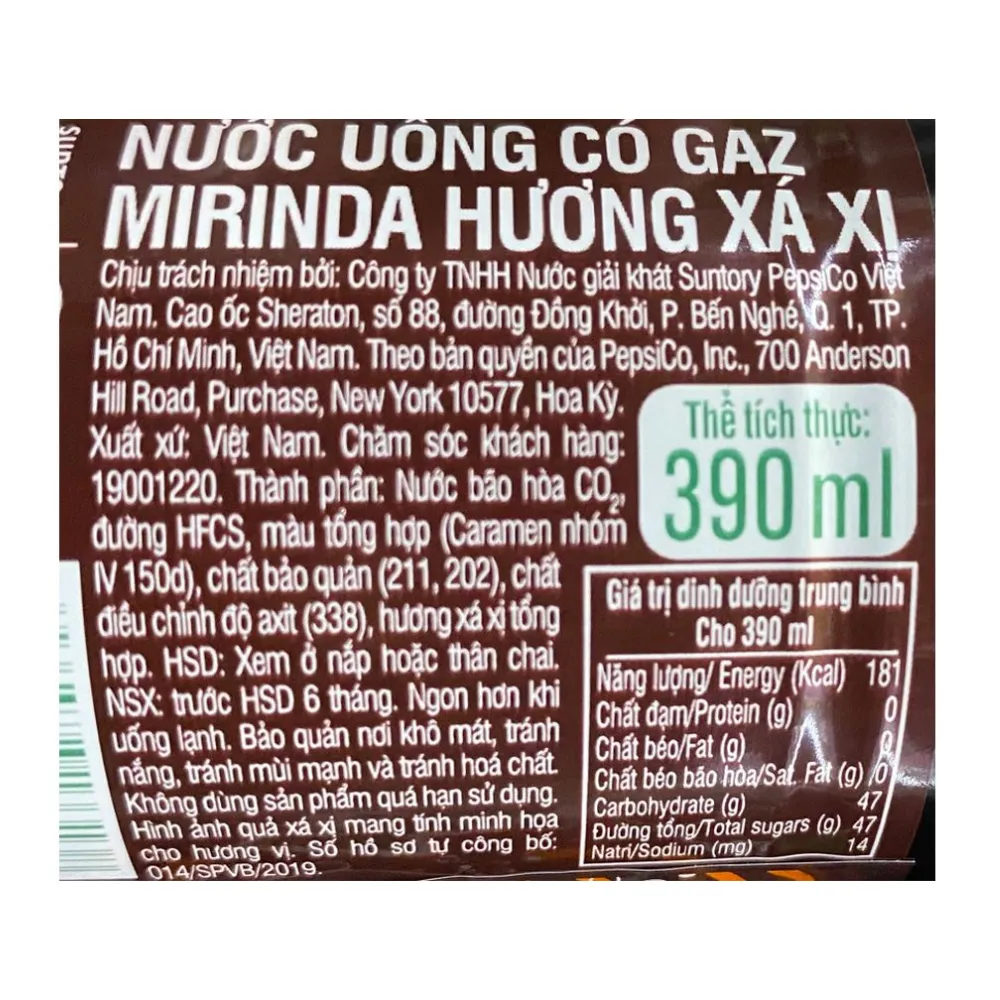 NƯỚC UỐNG CÓ GAZ
MIRINDA HƯƠNG XÁ XỊ
Chịu trách nhiệm bởi: Công ty TNHH Nước giải khát Suntory PepsiCo Việt
Nam. Cao ốc Sheraton, số 88, đường Đồng Khởi, P. Bến Nghé, Q. 1, TP.
Hồ Chí Minh, Việt Nam. Theo bản quyền của PepsiCo, Inc., 700 Anderson
Hill Road, Purchase, New York 10577, Hoa Kỳ.
Xuất xứ: Việt Nam. Chăm sóc khách hàng:
19001220. Thành phần: Nước bão hòa CO₂,
đường HFCS, màu tổng hợp (Caramen nhóm
IV 150d), chất bảo quản (211, 202), chất
điều chỉnh độ axit (338), hương xá xị tổng
hợp. HSD: Xem ở nắp hoặc thân chai.
NSX: trước HSD 6 tháng. Ngon hơn khi
uống lạnh. Bảo quản nơi khô mát, tránh
nắng, tránh mùi mạnh và tránh hoá chất.
Không dùng sản phẩm quá hạn sử dụng.
Hình ảnh quả xá xị mang tính minh họa
cho hương vị. Số hồ sơ tự công bố:
014/SPVB/2019.
Thể tích thực:
390 ml
Giá trị dinh dưỡng trung bình
Cho 390 ml
Năng lượng/ Energy (Kcal) 181
Chất đạm/Protein (g) 0
Chất béo/Fat (g) 0
Chất béo bão hòa/Sat. Fat (g) 0
Carbohydrate (g) 47
Đường tổng/Total sugars (g) 47
Natri/Sodium (mg) 14